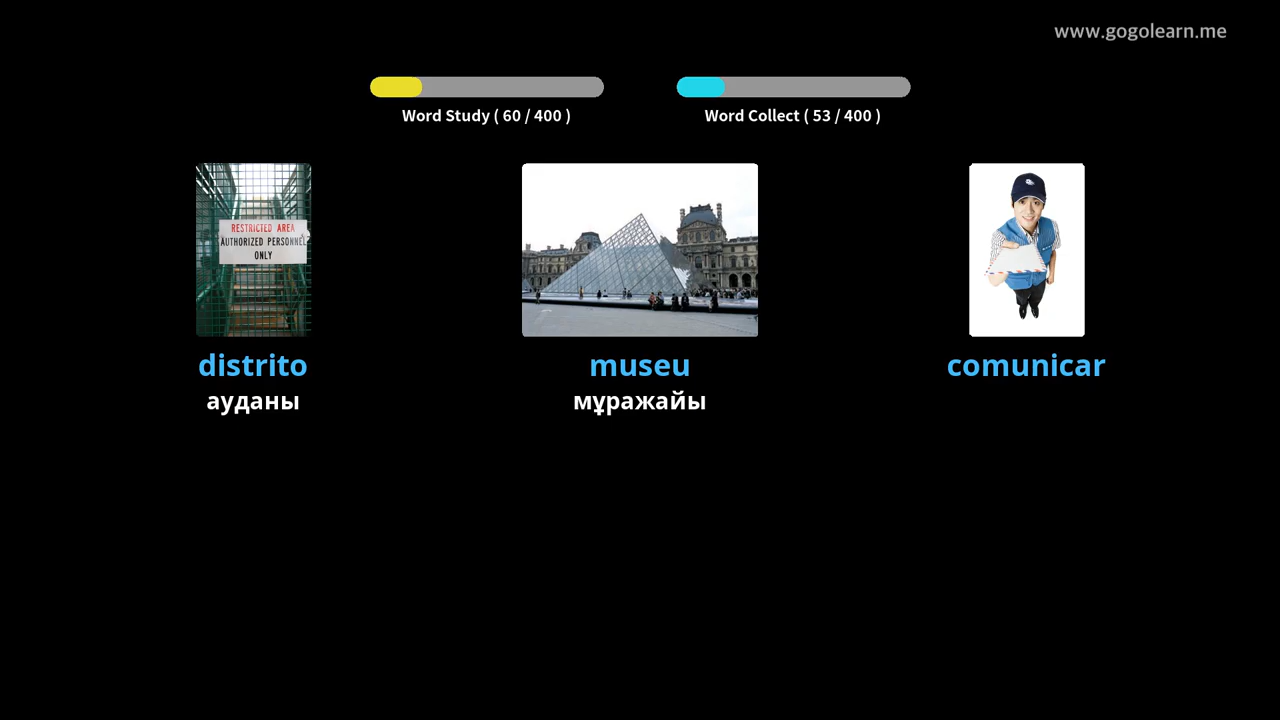 www.gogolearn.me
Word Study ( 60 / 400 )
Word Collect ( 53 / 400 )
RESTRICTED AREA
AUTHORIZED PERSONNEL
ONLY
distrito
museu
comunicar
ауданы
мұражайы